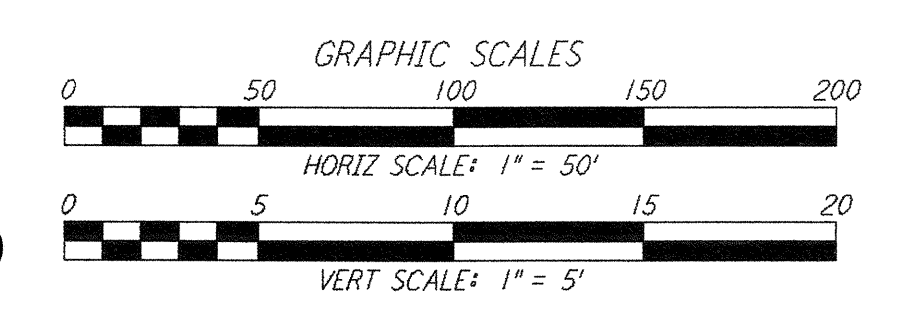 GRAPHIC SCALES
0 50 100 150 200
HORIZ SCALE: 1" = 50'
0 5 10 15 20
VERT SCALE: 1" = 5'